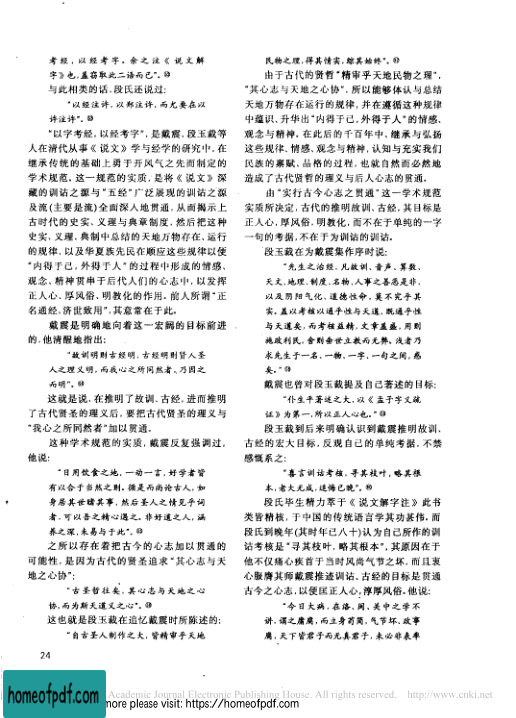 考经，以经考字。余之注《说文解
字》也,盖窃取此二语而已”。
与此相类的话,段氏还说过:
“以经注许,以郑注许,而尤要在以
许注许”。
“以字考经,以经考字”,是戴震、段玉裁等
人在清代从事《说文》学与经学的研究中,在
继承传统的基础上勇于开风气之先而制定的
学术规范。这一规范的实质,是将《说文》深
藏的训诂之源与“五经”广泛展现的训诂之源
及流(主要是流)全面深入地贯通,从而揭示上
古时代的史实、义理与典章制度,然后把这种
史实、义理、典制中总结的天地万物存在、运行
的规律,以及华夏族先民在顺应这些规律以便
“内得于己,外得于人”的过程中形成的情感、
观念、精神贯串于后代人们的心志中,以发挥
正人心、厚风俗、明教化的作用。前人所谓“正
名通经,济世致用”,其意常在于此。
戴震是明确地向着这一宏阔的目标前进
的,他清醒地指出:
“故训明则古经明,古经明则贤人圣
人之理义明,而我心之所同然者,乃因之
而明”。
这就是说,在推明了故训、古经,进而推明
了古代贤圣的理义后,要把古代贤圣的理义与
“我心之所同然者”加以贯通。
这种学术规范的实质,戴震反复强调过,
他说:
“日用饮食之地,一动一言,好学者皆
有以合于当然之则。循是而尚论古人,如
身居其世睹其事,然后圣人之情见乎词
者,可以吾之精心遇之。非好道之人,涵
养之深,未易与于此”。
之所以存在着把古今的心志加以贯通的
可能性,是因为古代的贤圣追求“其心志与天
地之心协”:
“古圣哲往矣,其心志与天地之心
协,而为斯天道义之心”。
这也就是段玉裁在追忆戴震时所陈述的:
“自古圣人制作之大,皆精审乎天地
民物之理,得其情实,综其始终”。
由于古代的贤哲“精审乎天地民物之理”,
“其心志与天地之心协”,所以能够体认与总结
天地万物存在运行的规律,并在遵循这种规律
中蕴识、升华出“内得于己,外得于人”的情感、
观念与精神。在此后的千百年中,继承与弘扬
这些规律、情感、观念与精神,认知与充实我们
民族的禀赋、品格的过程,也就自然而必然地
造成了古代贤哲的理义与后人心志的贯通。
由“实行古今心志之贯通”这一学术规范
实质所决定,古代的推明故训、古经,其目标是
正人心,厚风俗、明教化,而不在于单纯的一字
一句的考据,不在于为训诂的训诂。
段玉裁在为戴震集作序时说:
“先生之治经,凡故训、音声、算数、
天文、地理、制度、名物、人事之善恶是非,
以及阴阳气化、道德性命,莫不究乎其
实。盖以考核以通乎性与天道,既通乎性
与天道矣,而考核益精,文章益盛,用则
施政利民,舍则垂世立教而无弊。浅者乃
求先生于一名、一物、一字、一句之间,惑
矣。”
戴震也曾对段玉裁提及自己著述的目标:
“仆生平著述之大,以《孟子字义疏
证》为第一,所以正人心也。”
段玉裁到后来明确认识到戴震推明故训、
古经的宏大目标,反观自己的单纯考据,不禁
感慨系之:
“喜言训诂考核,寻其枝叶,略其根
本,老大无成,追悔已晚”。
段氏毕生精力萃于《说文解字注》此书
类皆精核,于中国的传统语言学其功甚伟。而
段氏到晚年(其时年已八十)认为自己所作的训
诂考核是“寻其枝叶,略其根本”,其原因在于
他不仅痛心疾首于当时风尚气节之坏,而且衷
心服膺其师戴震推迹训诂、古经的目标是贯通
古今之心志,以便匡正人心,淳厚风俗。他说:
“今日大病,在洛、闽、关中之学不
讲,谓之庸腐,而立身苟简,气节坏、政事
腐,天下皆君子而无真君子,未必非表率
24
homeofpdf.com
Academic Journal Electronic Publishing House. All rights reserved. http://www.cnki.net
more please visit: https://homeofpdf.com